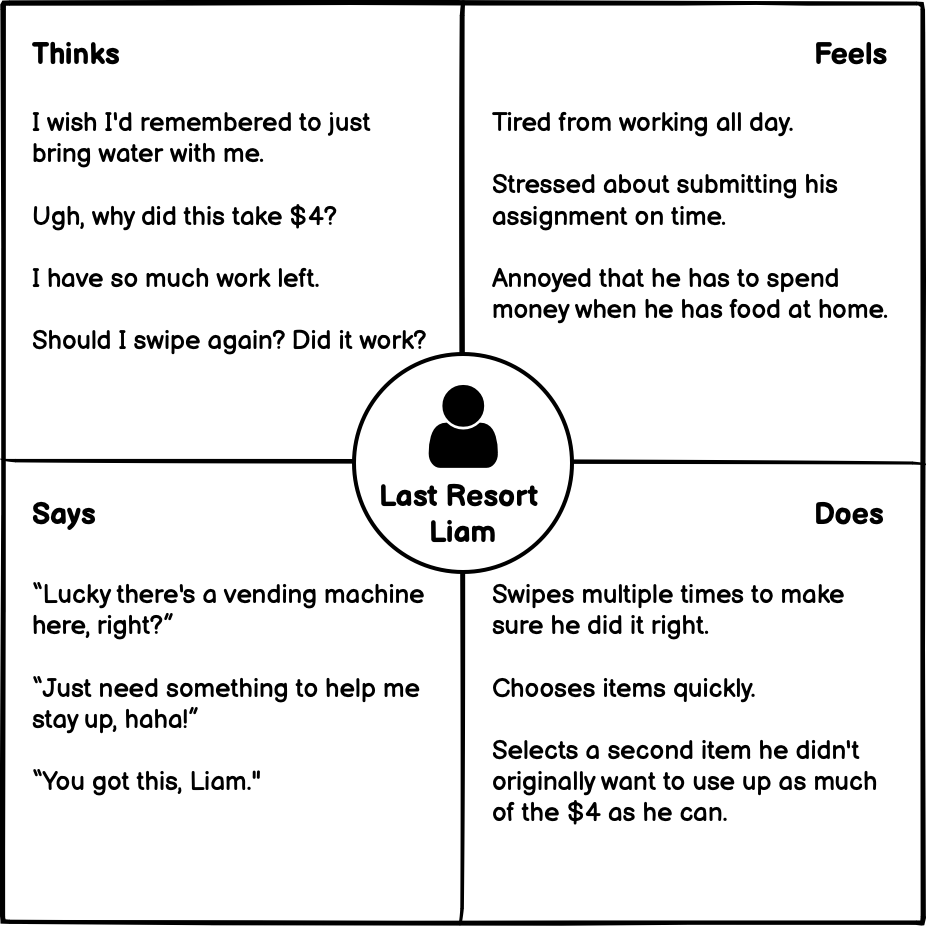 Thinks
I wish I'd remembered to just
bring water with me.
Ugh, why did this take $4?
I have so much work left.
Should I swipe again? Did it work?
Feels
Tired from working all day.
Stressed about submitting his
assignment on time.
Annoyed that he has to spend
money when he has food at home.
Last Resort
Liam
Says
“Lucky there's a vending machine
here, right?”
“Just need something to help me
stay up, haha!”
“You got this, Liam."
Does
Swipes multiple times to make
sure he did it right.
Chooses items quickly.
Selects a second item he didn't
originally want to use up as much
of the $4 as he can.